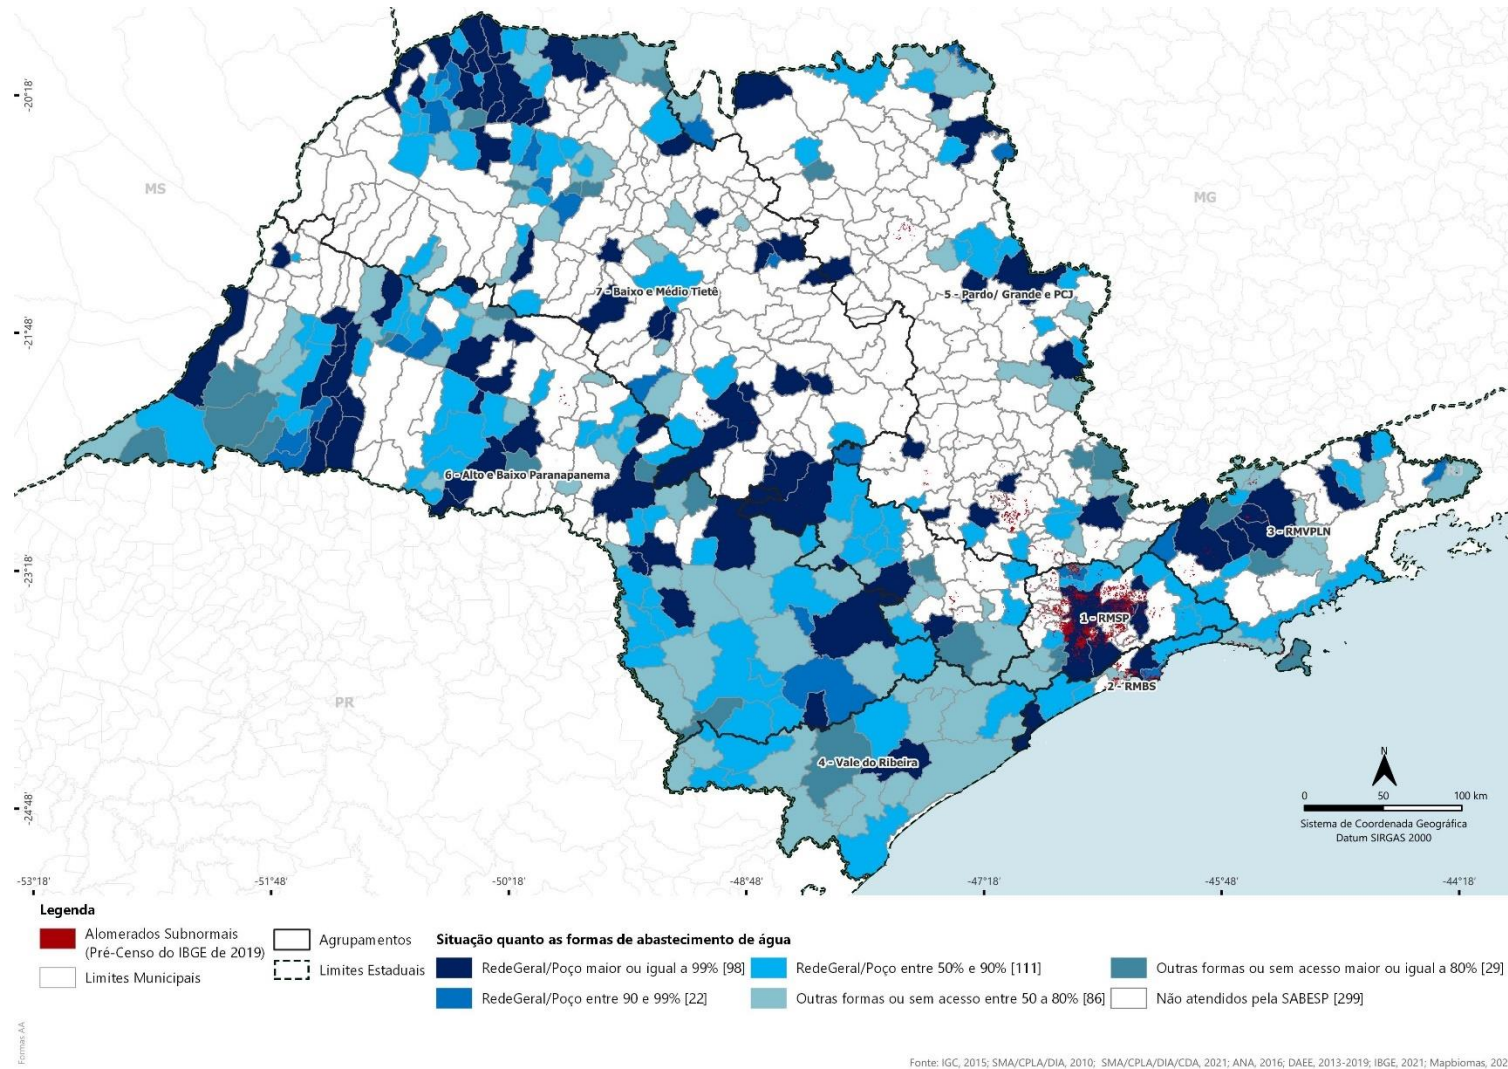 -20°18'
-21°48'
-23°18'
-24°48'
MS
MG
PR
RJ
7 - Baixo e Médio Tietê
5 - Pardo/ Grande e PCJ
6 - Alto e Baixo Paranapanema
3 - RMVPLN
1 - RMSP
2 - RMBS
4 - Vale do Ribeira
N
0 50 100 km
Sistema de Coordenada Geográfica
Datum SIRGAS 2000
-53°18' -51°48' -50°18' -48°48' -47°18' -45°48' -44°18'
Legenda
Alomerados Subnormais
(Pré-Censo do IBGE de 2019)
Limites Municipais
Agrupamentos
Limites Estaduais
Situação quanto as formas de abastecimento de água
RedeGeral/Poço maior ou igual a 99% [98]
RedeGeral/Poço entre 90 e 99% [22]
RedeGeral/Poço entre 50% e 90% [111]
Outras formas ou sem acesso entre 50 a 80% [86]
Outras formas ou sem acesso maior ou igual a 80% [29]
Não atendidos pela SABESP [299]
Formas AA
Fonte: IGC, 2015; SMA/CPLA/DIA, 2010; SMA/CPLA/DIA/CDA, 2021; ANA, 2016; DAEE, 2013-2019; IBGE, 2021; Mapbiomas, 202